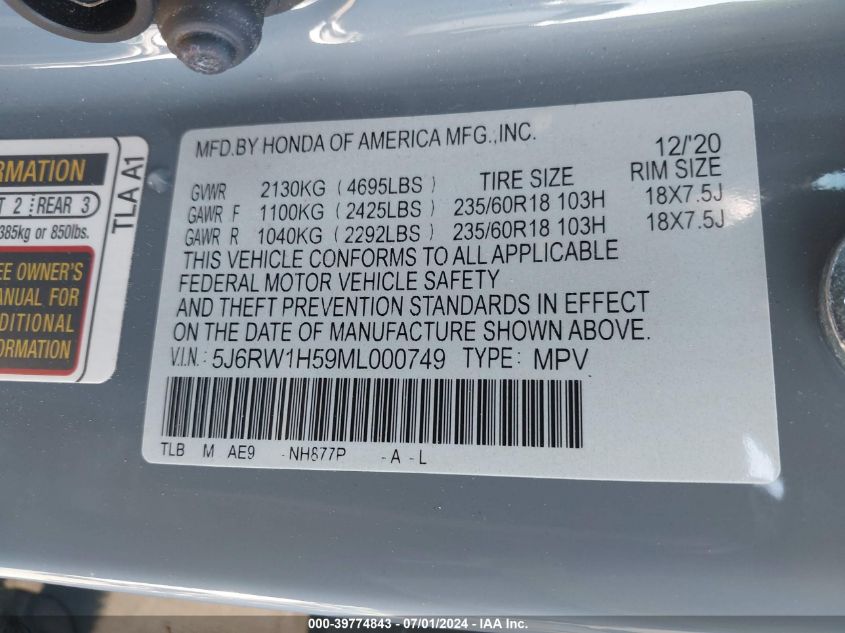 RMATION
T 2 REAR 3
385kg or 850lbs.
EE OWNER'S
ANUAL FOR
DDITIONAL
FORMATION
TLA A1
MFD.BY HONDA OF AMERICA MFG.,INC. 12/'20
GVWR 2130KG (4695LBS) TIRE SIZE RIM SIZE
GAWR F 1100KG (2425LBS) 235/60R18 103H 18X7.5J
GAWR R 1040KG (2292LBS) 235/60R18 103H 18X7.5J
THIS VEHICLE CONFORMS TO ALL APPLICABLE
FEDERAL MOTOR VEHICLE SAFETY
AND THEFT PREVENTION STANDARDS IN EFFECT
ON THE DATE OF MANUFACTURE SHOWN ABOVE.
V.I.N.: 5J6RW1H59ML000749 TYPE: MPV
TLB M AE9 -NH877P -A-L
000-39774843 - 07/01/2024 - IAA Inc.